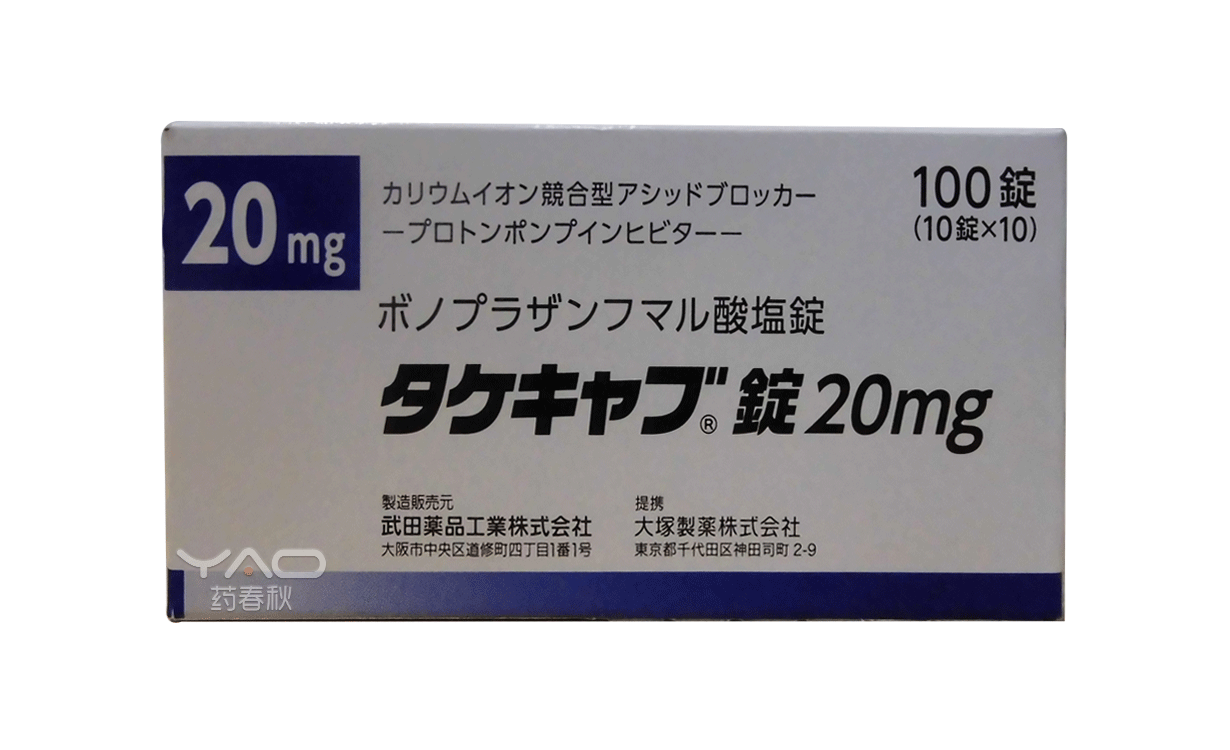 20 mg
カリウムイオン競合型アシッドブロッカー
―プロトンポンプインヒビター―
100錠
(10錠×10)
ボノプラザンフマル酸塩錠
タケキャブ® 錠20mg
製造販売元
武田薬品工業株式会社
大阪市中央区道修町四丁目1番1号
提携
大塚製薬株式会社
東京都千代田区神田司町2-9
YAO
药春秋